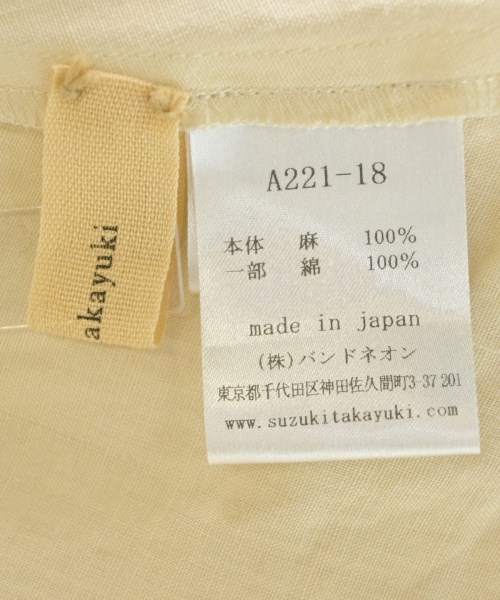 akayuki
A221-18
本体 麻 100%
一部 綿 100%
made in japan
(株)バンドネオン
東京都千代田区神田佐久間町3-37 201
www.suzukitakayuki.com